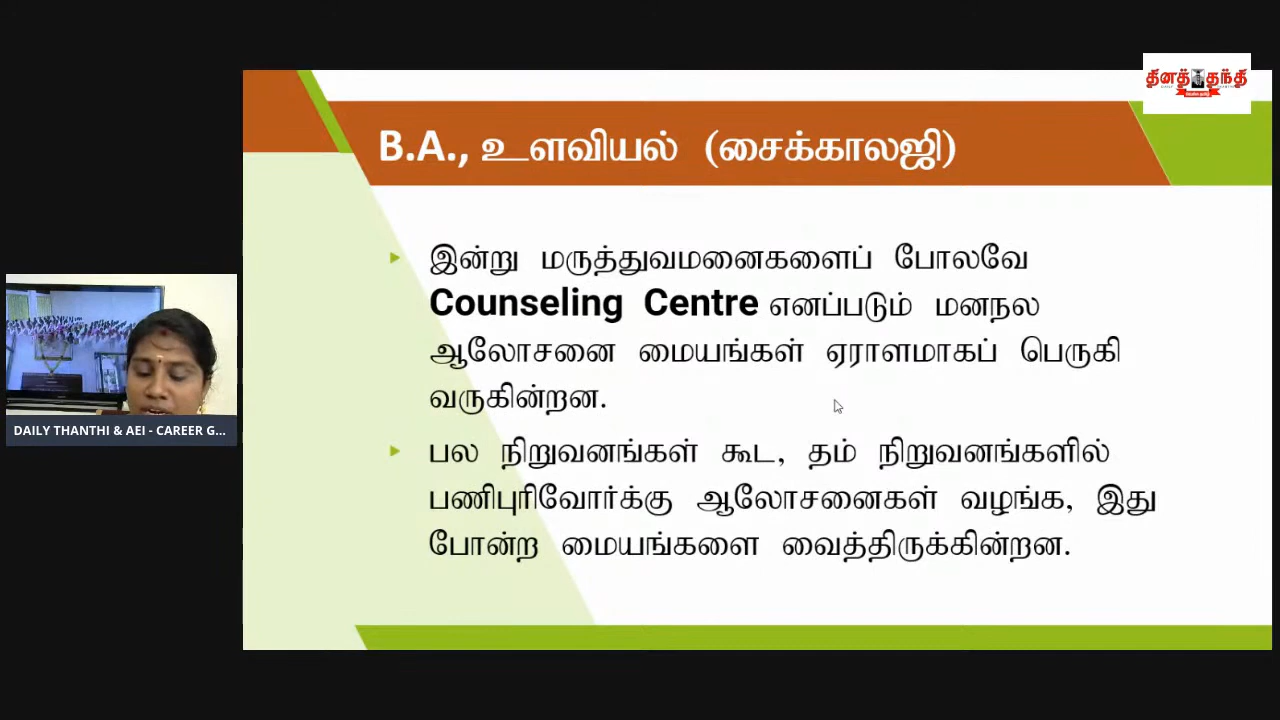 தினத்தந்தி
B.A., உளவியல் (சைக்காலஜி)
இன்று மருத்துவமனைகளைப் போலவே
Counseling Centre எனப்படும் மனநல
ஆலோசனை மையங்கள் ஏராளமாகப் பெருகி
வருகின்றன.
பல நிறுவனங்கள் கூட, தம் நிறுவனங்களில்
பணிபுரிவோர்க்கு ஆலோசனைகள் வழங்க, இது
போன்ற மையங்களை வைத்திருக்கின்றன.
DAILY THANTHI & AEI - CAREER G...